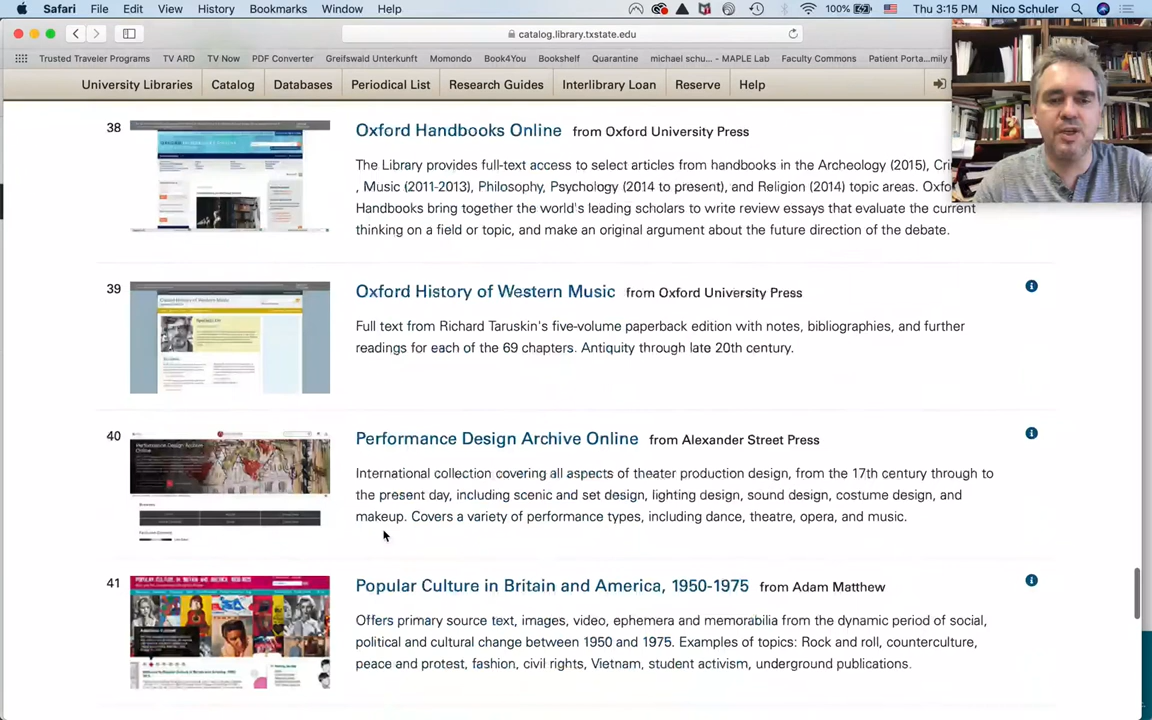 Safari File Edit View History Bookmarks Window Help 100% Thu 3:15 PM Nico Schuler
catalog.library.txstate.edu
Trusted Traveler Programs TV ARD TV Now PDF Converter Greifswald Unterkunft Momondo Book4You Bookshelf Quarantine michael schu... - MAPLE Lab Faculty Commons Patient Porta...emily M
University Libraries Catalog Databases Periodical List Research Guides Interlibrary Loan Reserve Help
38
Oxford Handbooks Online from Oxford University Press
The Library provides full-text access to select articles from handbooks in the Archeology (2015), Cri
, Music (2011-2013), Philosophy, Psychology (2014 to present), and Religion (2014) topic areas. Oxfo
Handbooks bring together the world's leading scholars to write review essays that evaluate the current
thinking on a field or topic, and make an original argument about the future direction of the debate.
39
Oxford History of Western Music from Oxford University Press
Full text from Richard Taruskin's five-volume paperback edition with notes, bibliographies, and further
readings for each of the 69 chapters. Antiquity through late 20th century.
40
Performance Design Archive Online from Alexander Street Press
International collection covering all aspects of theater production design, from the 17th century through to
the present day, including scenic and set design, lighting design, sound design, costume design, and
makeup. Covers a variety of performance types, including dance, theatre, opera, and music.
41
Popular Culture in Britain and America, 1950-1975 from Adam Matthew
Offers primary source text, images, video, ephemera and memorabilia from the dynamic period of social,
political and cultural change between 1950 and 1975. Examples of topics: Rock and roll, counterculture,
peace and protest, fashion, civil rights, Vietnam, student activism, underground publications.